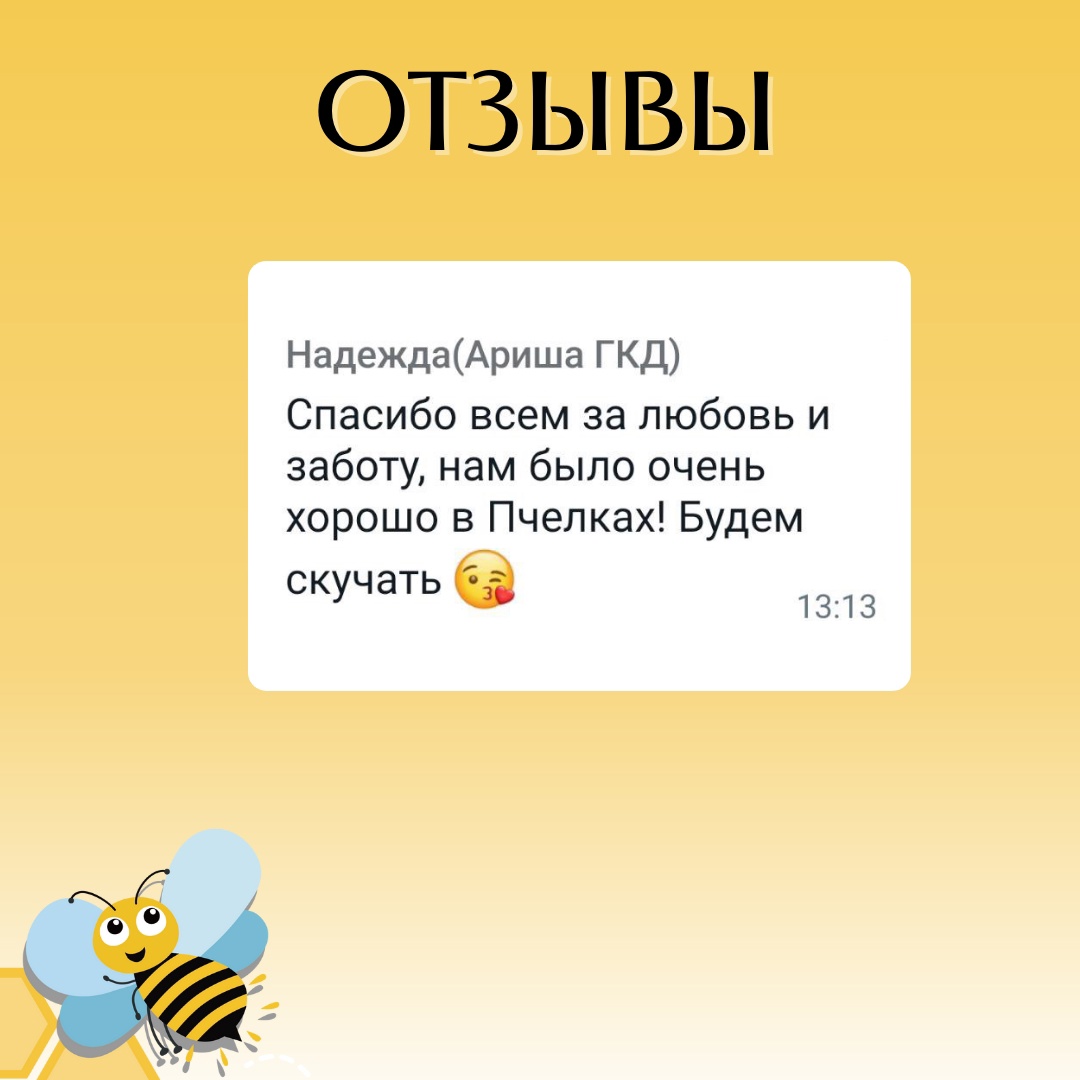 ОТЗЫВЫ
Надежда(Ариша ГКД)
Спасибо всем за любовь и
заботу, нам было очень
хорошо в Пчелках! Будем
скучать 😘
13:13